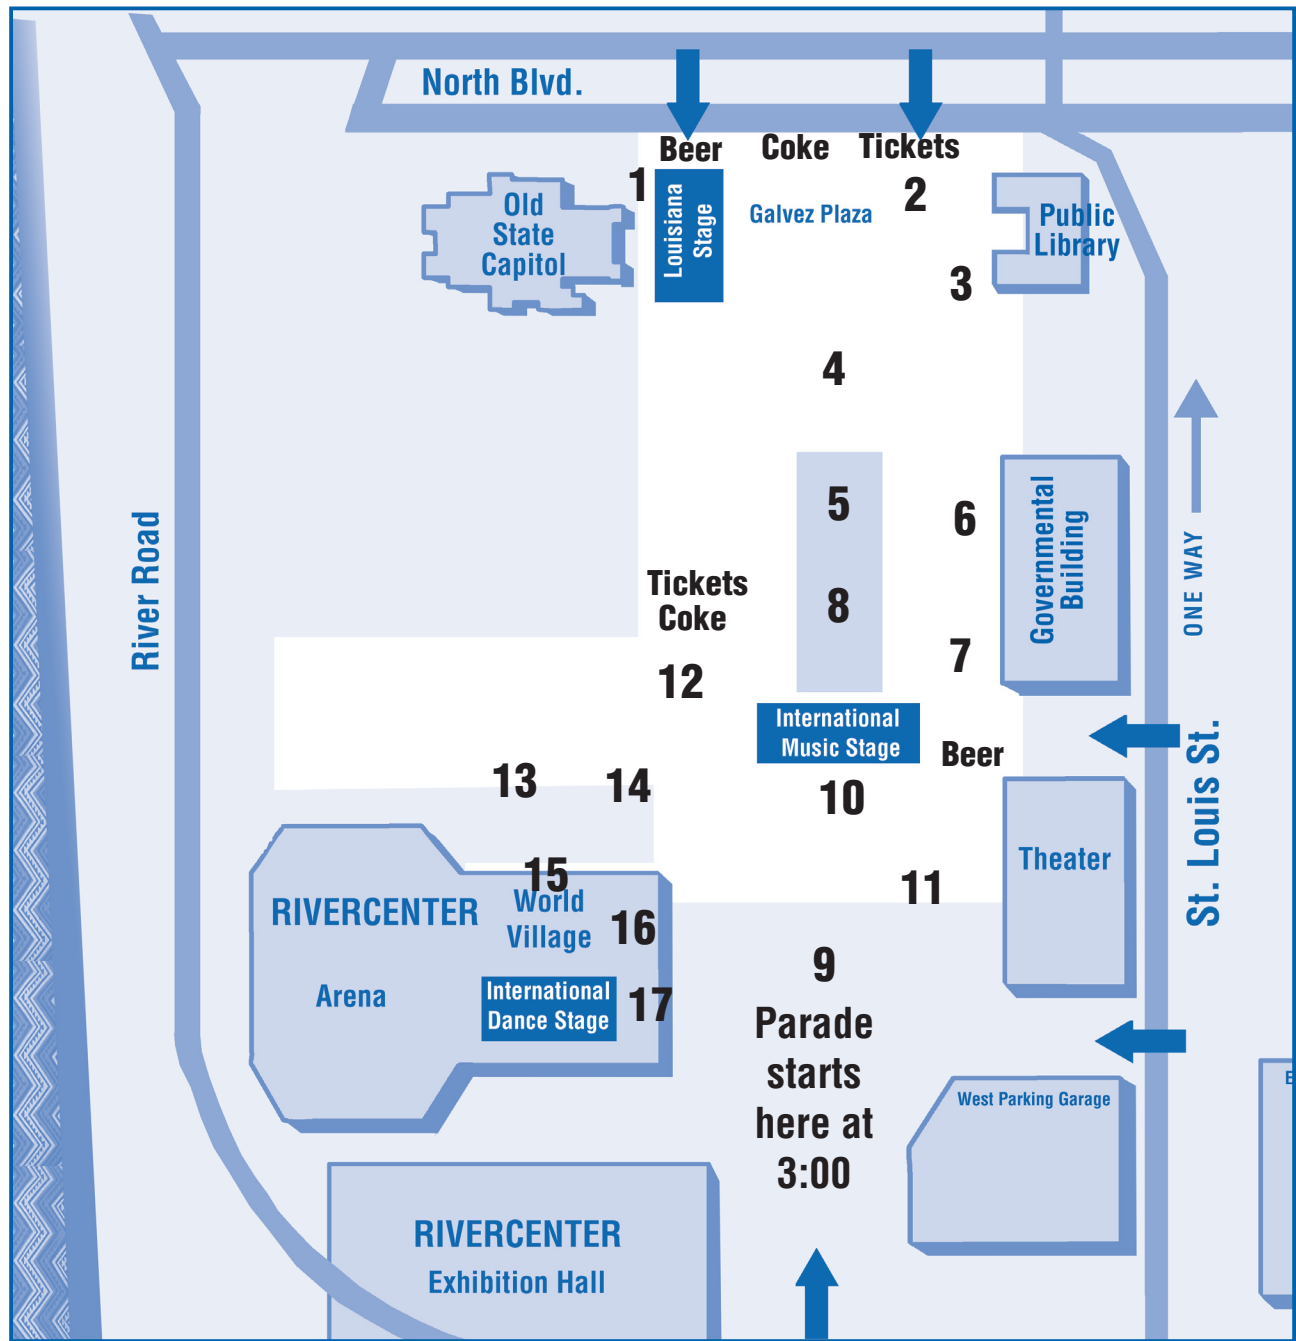 North Blvd.
Beer Coke Tickets
1
2
Old
State
Capitol
Louisiana
Stage
Galvez Plaza
Public
Library
3
4
5
6
Governmental
Building
ONE WAY
River Road
Tickets
Coke
8
7
12
International
Music Stage
Beer
St. Louis St.
13
14
10
Theater
15
11
RIVERCENTER
World
Village
16
9
Arena
International
Dance Stage
17
Parade
starts
here at
3:00
West Parking Garage
RIVERCENTER
Exhibition Hall